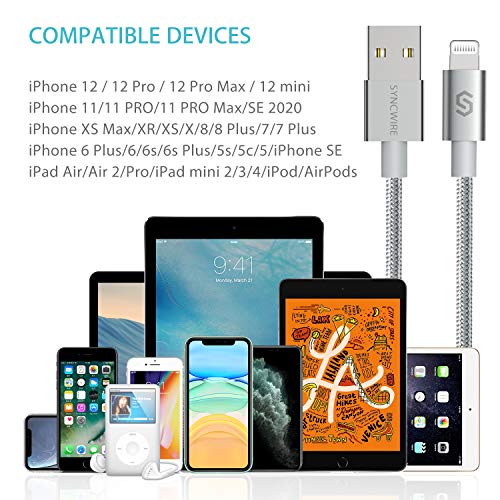 COMPATIBLE DEVICES
iPhone 12 / 12 Pro / 12 Pro Max / 12 mini
iPhone 11/11 PRO/11 PRO Max/SE 2020
iPhone XS Max/XR/XS/X/8/8 Plus/7/7 Plus
iPhone 6 Plus/6/6s/6s Plus/5s/5c/5/iPhone SE
iPad Air/Air 2/Pro/iPad mini 2/3/4/iPod/AirPods
SYNCWIRE
9:41
LAX
VENICE